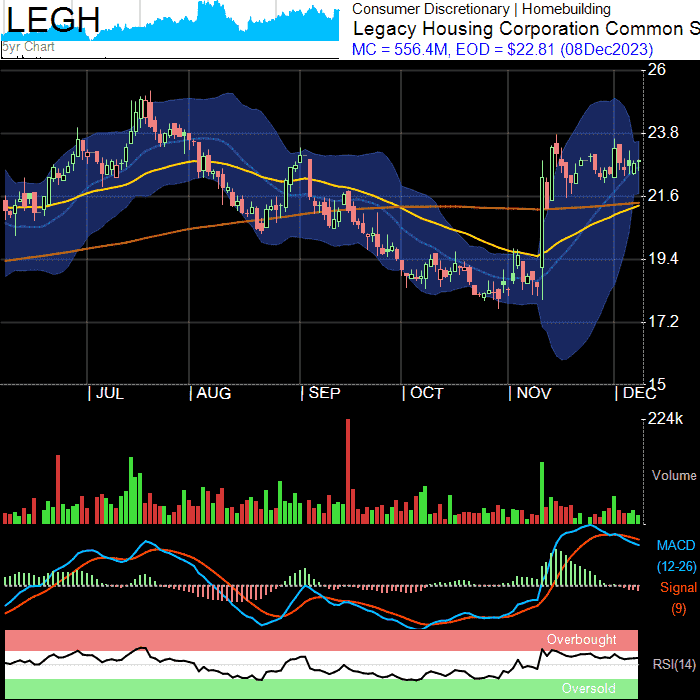 LEGH
5yr Chart
Consumer Discretionary | Homebuilding
Legacy Housing Corporation Common S
MC = 556.4M, EOD = $22.81 (08Dec2023)
26
23.8
21.6
19.4
17.2
15
| JUL | AUG | SEP | OCT | NOV | DEC
224k
Volume
MACD
(12-26)
Signal
(9)
Overbought
RSI(14)
Oversold